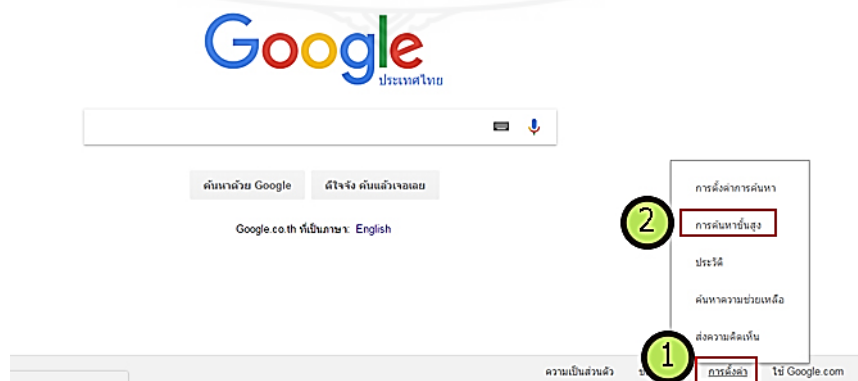 Google
ประเทศไทย
ค้นหาด้วย Google
ดีใจจัง ค้นแล้วเจอเลย
Google.co.th ที่เป็นภาษา: English
การตั้งค่าการค้นหา
2
การค้นหาขั้นสูง
ประวัติ
ค้นหาความช่วยเหลือ
ส่งความคิดเห็น
1
ความเป็นส่วนตัว
การตั้งค่า
ใช้ Google.com